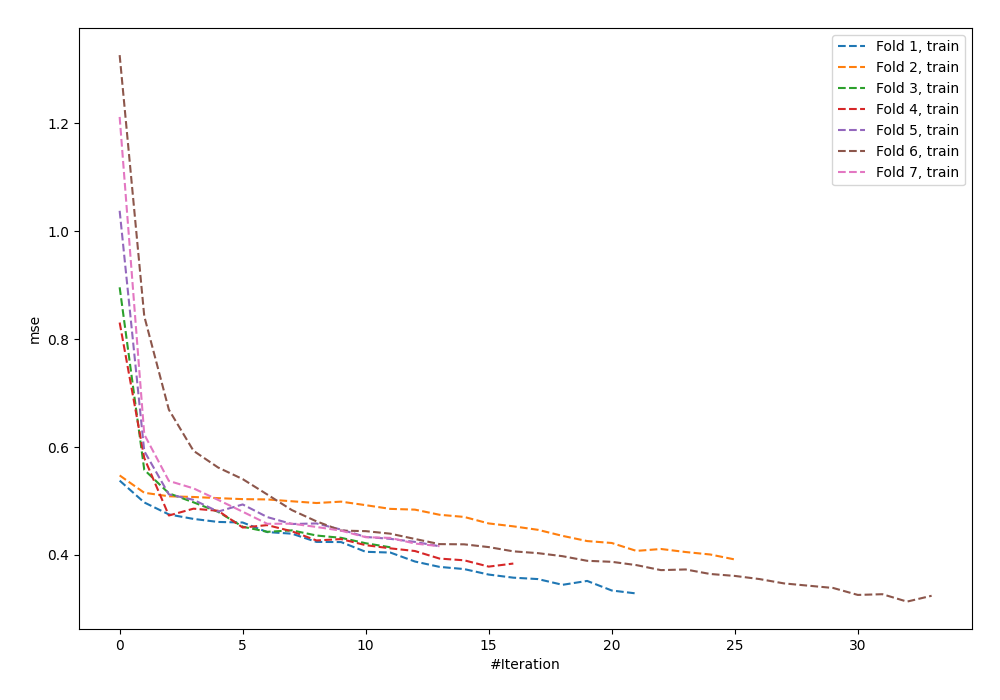 Fold 1, train
Fold 2, train
Fold 3, train
Fold 4, train
Fold 5, train
Fold 6, train
Fold 7, train
1.2
1.0
0.8
0.6
0.4
mse
0 5 10 15 20 25 30
#Iteration